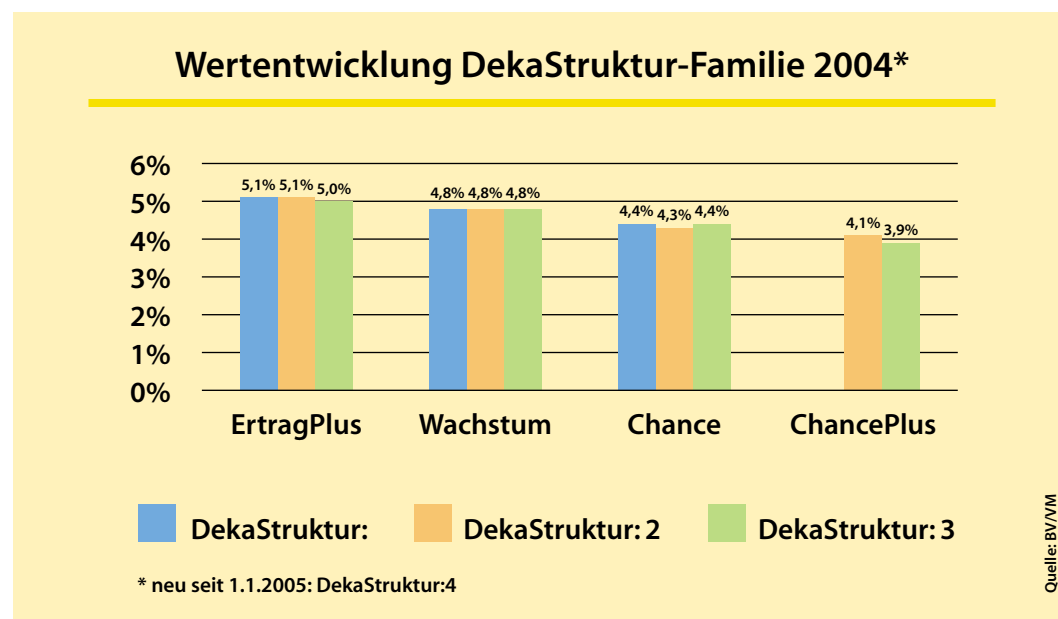 Wertentwicklung DekaStruktur-Familie 2004*
6%
5%
4%
3%
2%
1%
0%
5,1% 5,1% 5,0%
4,8% 4,8% 4,8%
4,4% 4,3% 4,4%
4,1% 3,9%
ErtragPlus Wachstum Chance ChancePlus
DekaStruktur: DekaStruktur: 2 DekaStruktur: 3
* neu seit 1.1.2005: DekaStruktur:4
Quelle: BV/VM